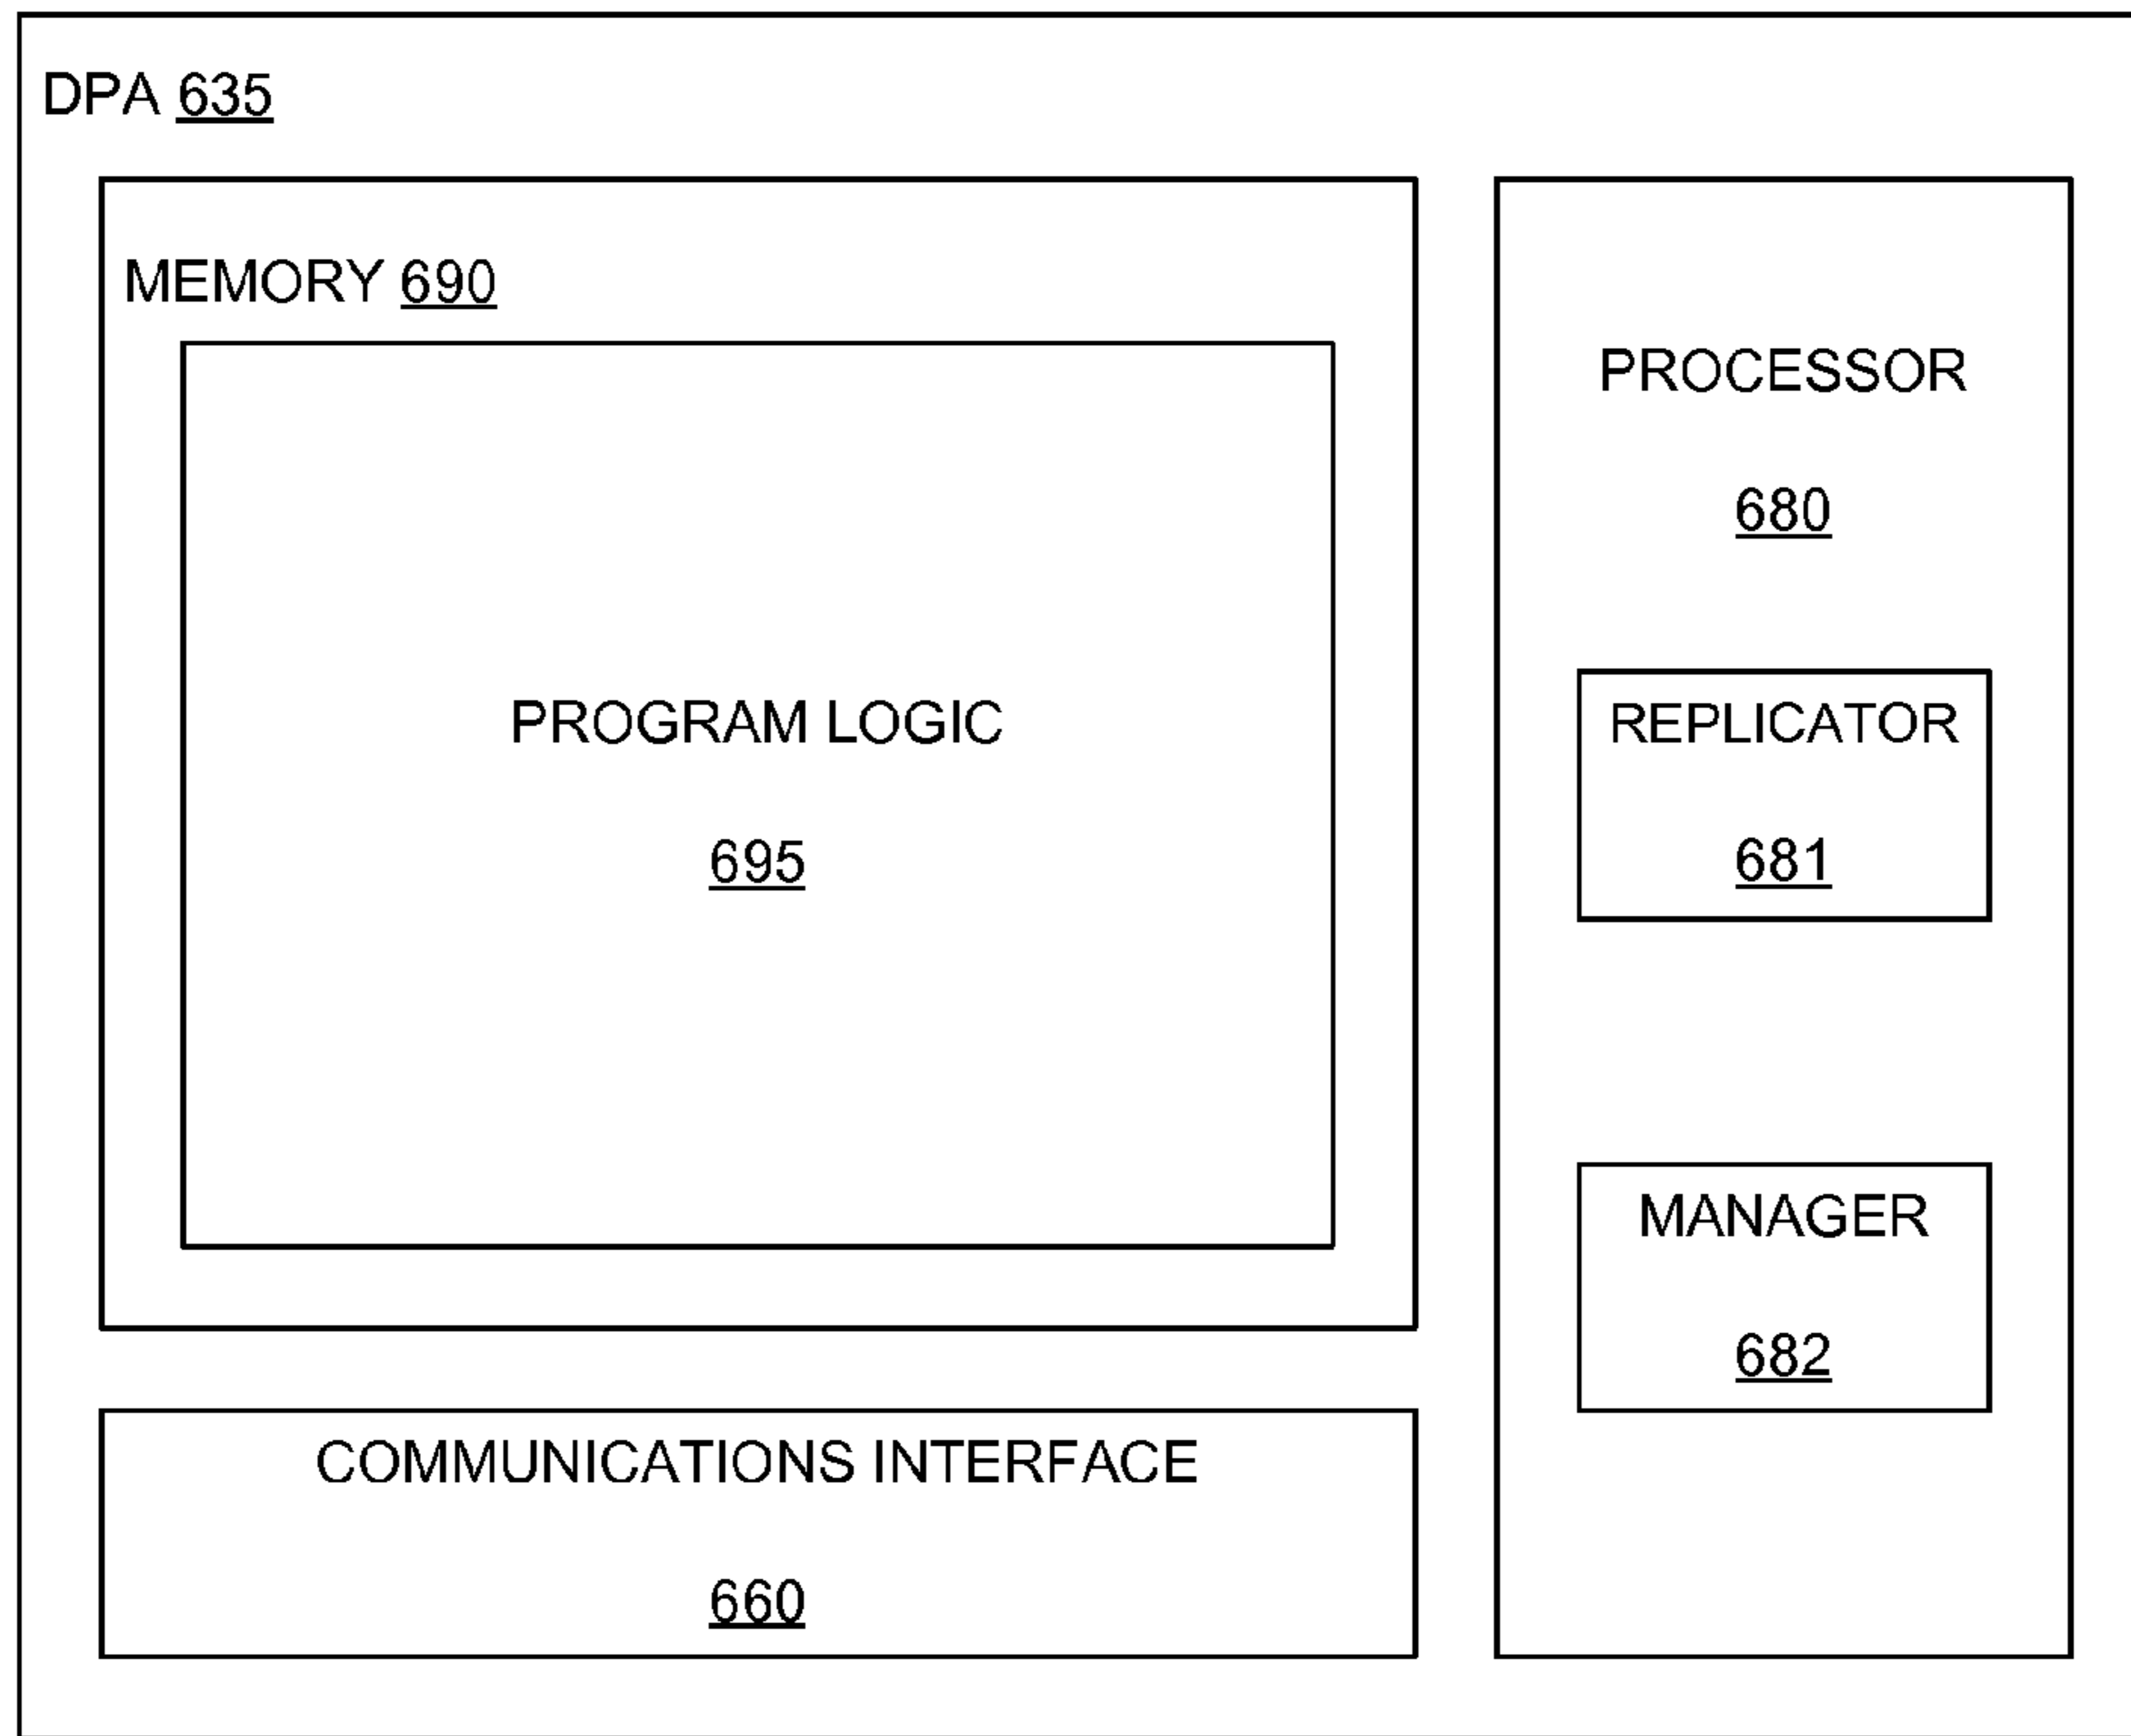 DPA 635
MEMORY 690
PROGRAM LOGIC
695
COMMUNICATIONS INTERFACE
660
PROCESSOR
680
REPLICATOR
681
MANAGER
682